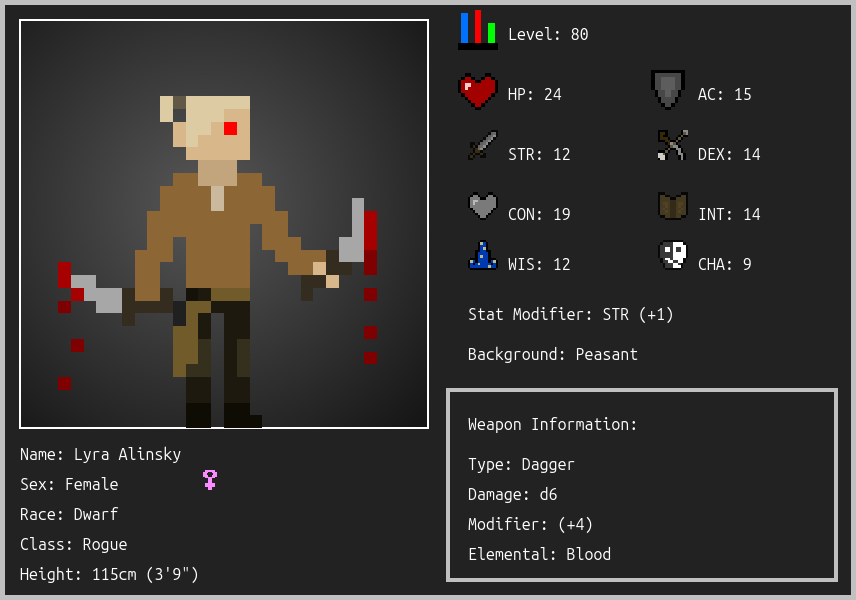 Level: 80
HP: 24
AC: 15
STR: 12
DEX: 14
CON: 19
INT: 14
WIS: 12
CHA: 9
Stat Modifier: STR (+1)
Background: Peasant
Weapon Information:
Type: Dagger
Damage: d6
Modifier: (+4)
Elemental: Blood
Name: Lyra Alinsky
Sex: Female
Race: Dwarf
Class: Rogue
Height: 115cm (3'9")